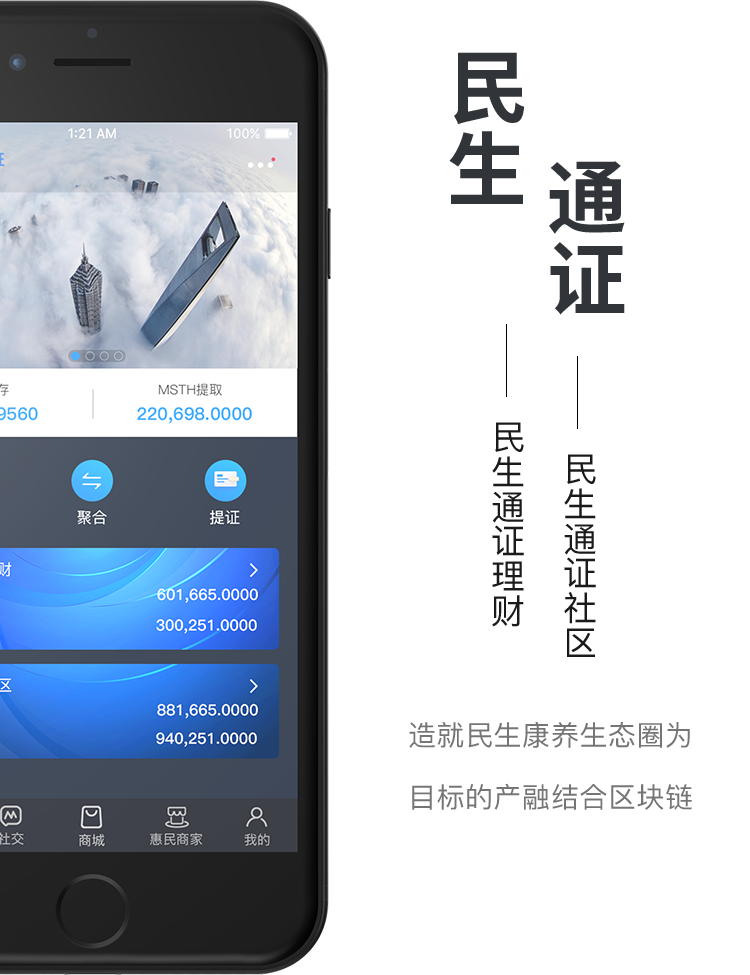 民生
通证
民生通证理财
民生通证社区
造就民生康养生态圈为
目标的产融结合区块链
1:21 AM 100%
证
存 MSTH提取
9560 220,698.0000
聚合 提证
财
601,665.0000
300,251.0000
区
881,665.0000
940,251.0000
社交 商城 惠民商家 我的